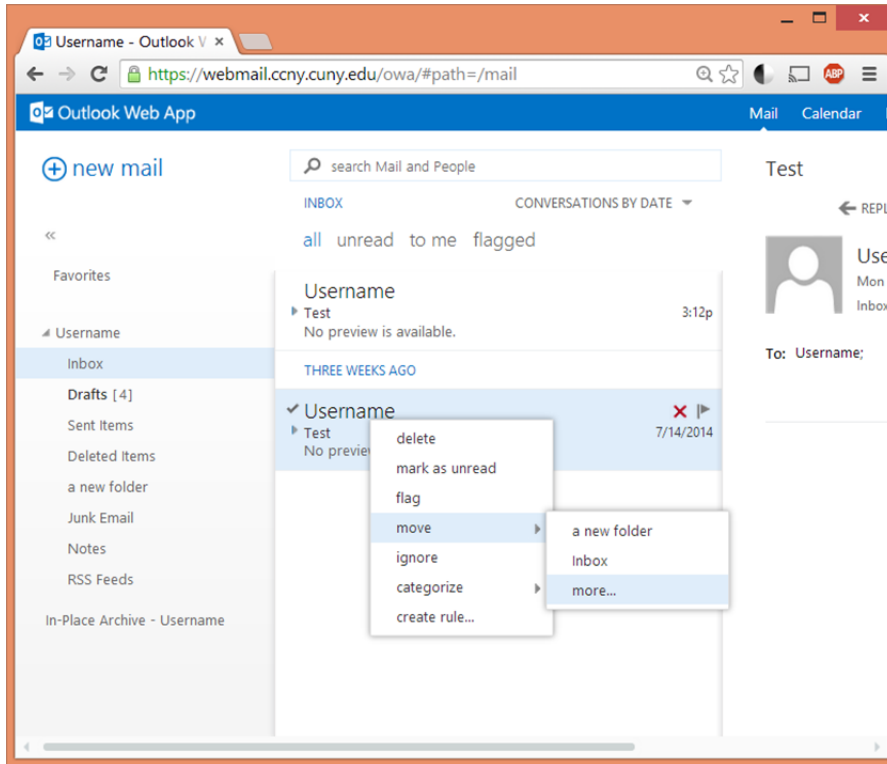 Username - Outlook V
https://webmail.ccny.cuny.edu/owa/#path=/mail
ABP
Outlook Web App
Mail Calendar
new mail
search Mail and People
INBOX CONVERSATIONS BY DATE
all unread to me flagged
Favorites
Username
Inbox
Drafts [4]
Sent Items
Deleted Items
a new folder
Junk Email
Notes
RSS Feeds
In-Place Archive - Username
Username
Test 3:12p
No preview is available.
THREE WEEKS AGO
Username
Test 7/14/2014
No previe
delete
mark as unread
flag
move
ignore
categorize
create rule...
a new folder
Inbox
more...
Test
REPL
Use
Mon
Inbox
To: Username;